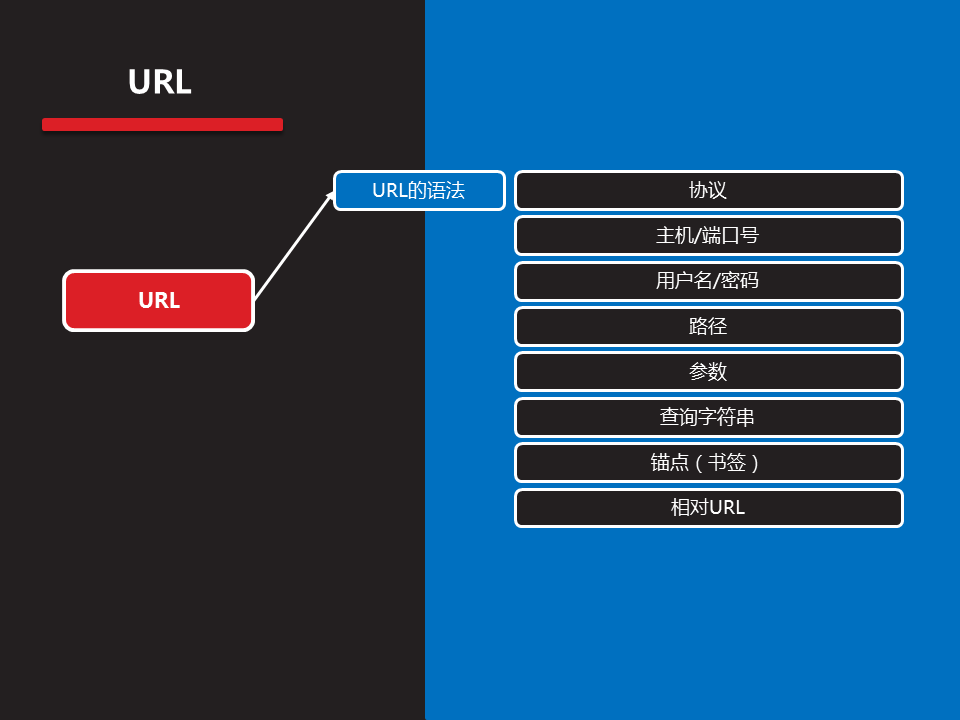 URL
URL
URL的语法
协议
主机/端口号
用户名/密码
路径
参数
查询字符串
锚点（书签）
相对URL